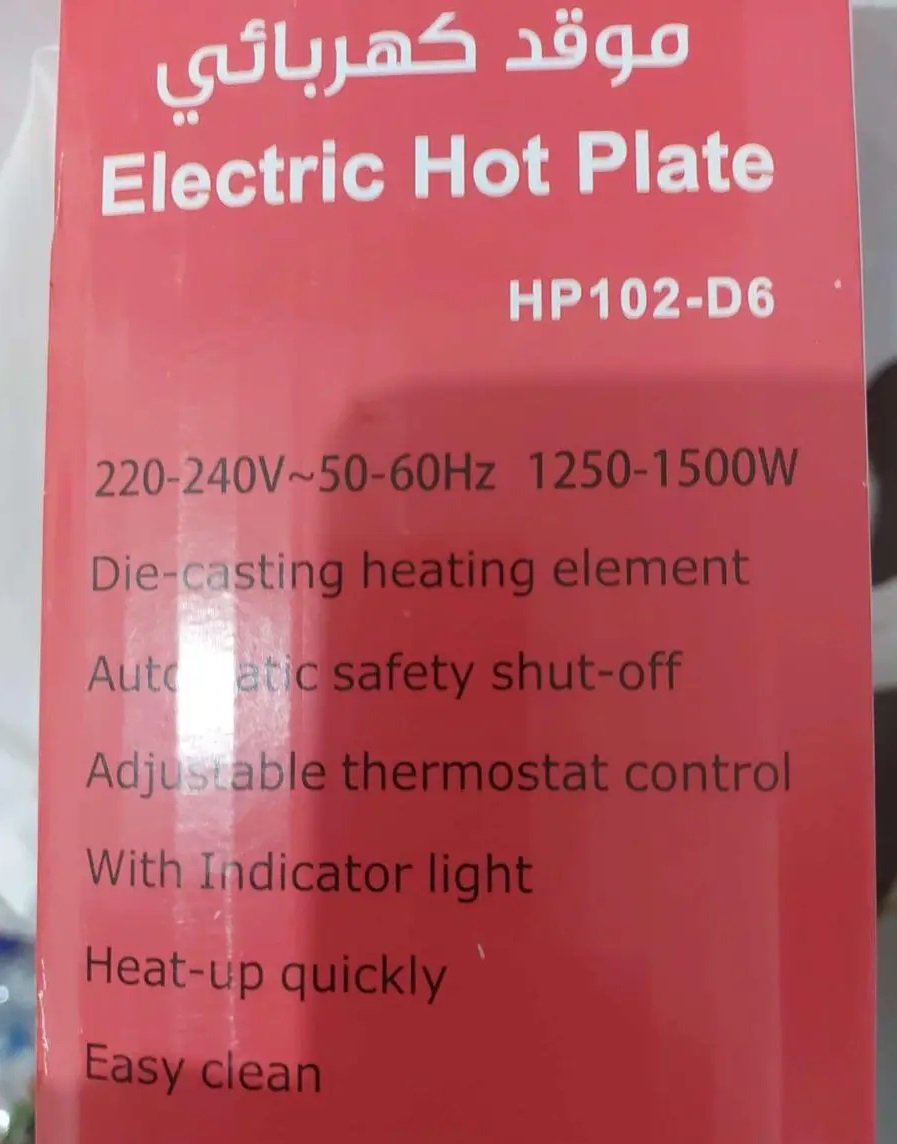 موقد كهربائي
Electric Hot Plate
HP102-D6
220-240V~50-60Hz 1250-1500W
Die-casting heating element
Automatic safety shut-off
Adjustable thermostat control
With Indicator light
Heat-up quickly
Easy clean